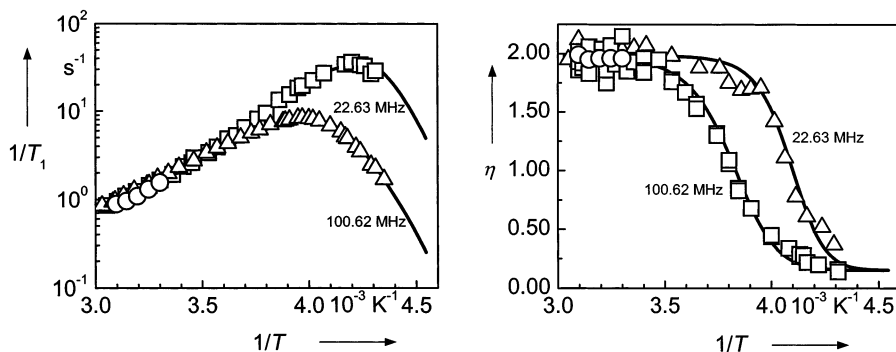 10²
s⁻¹
10¹
1/T₁
10⁰
10⁻¹
22.63 MHz
100.62 MHz
3.0 3.5 4.0 10⁻³ K⁻¹ 4.5
1/T
2.00
1.50
η
1.00
0.50
0.00
22.63 MHz
100.62 MHz
3.0 3.5 4.0 10⁻³ K⁻¹ 4.5
1/T